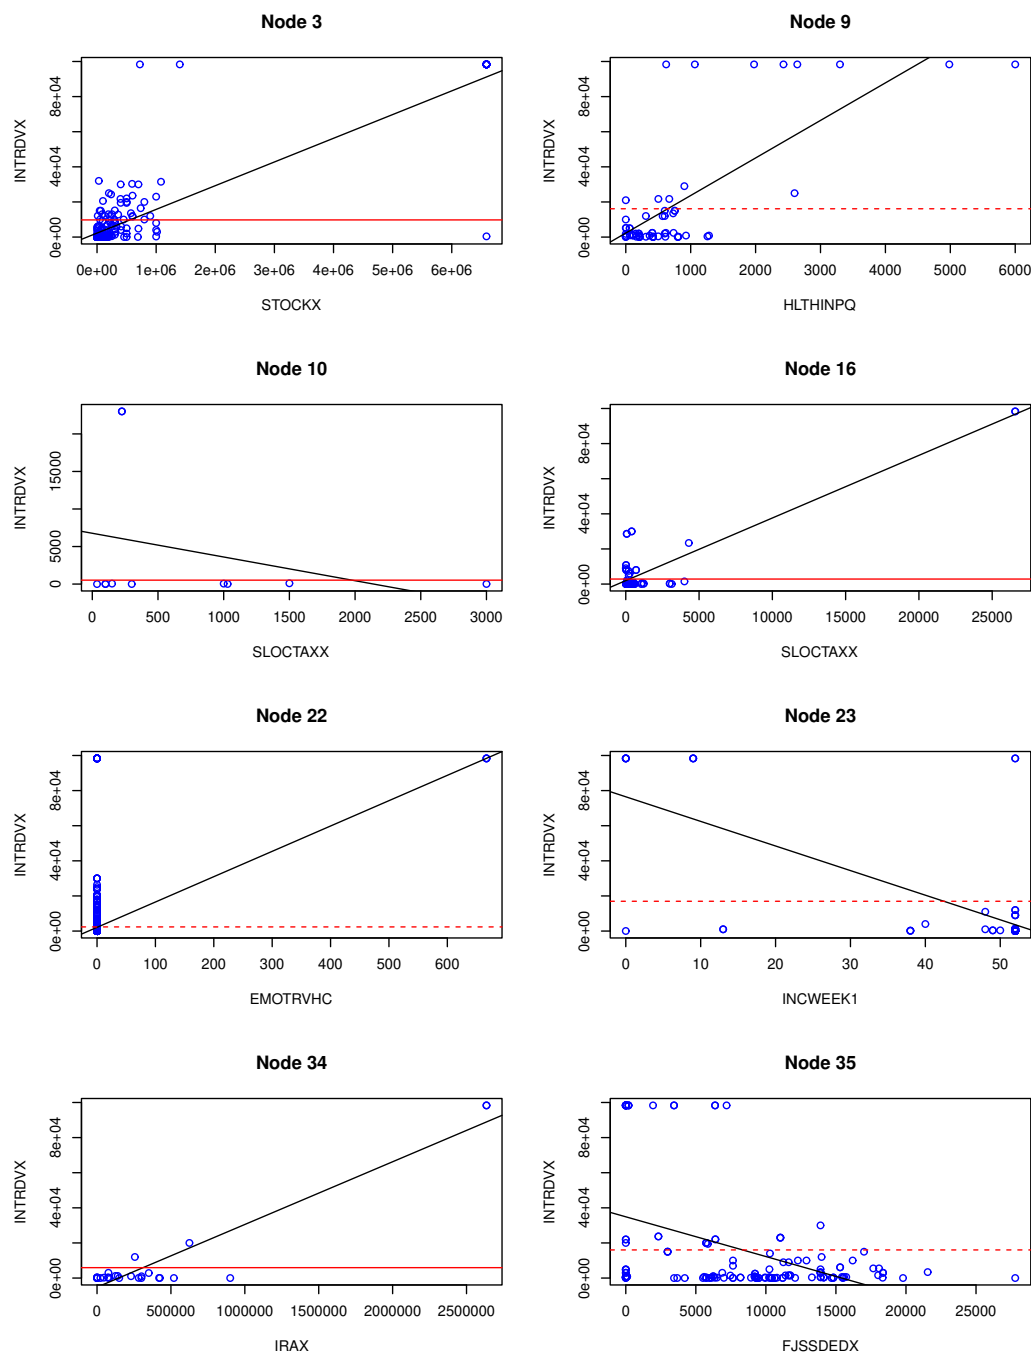 Node 3
INTRDVX
0e+00 4e+04 8e+04
0e+00 1e+06 2e+06 3e+06 4e+06 5e+06 6e+06
STOCKX
Node 9
INTRDVX
0e+00 4e+04 8e+04
0 1000 2000 3000 4000 5000 6000
HLTHINPQ
Node 10
INTRDVX
0 5000 15000
0 500 1000 1500 2000 2500 3000
SLOCTAXX
Node 16
INTRDVX
0e+00 4e+04 8e+04
0 5000 10000 15000 20000 25000
SLOCTAXX
Node 22
INTRDVX
0e+00 4e+04 8e+04
0 100 200 300 400 500 600
EMOTRVHC
Node 23
INTRDVX
0e+00 4e+04 8e+04
0 10 20 30 40 50
INCWEEK1
Node 34
INTRDVX
0e+00 4e+04 8e+04
0 500000 1000000 1500000 2000000 2500000
IRAX
Node 35
INTRDVX
0e+00 4e+04 8e+04
0 5000 10000 15000 20000 25000
FJSSDEDX